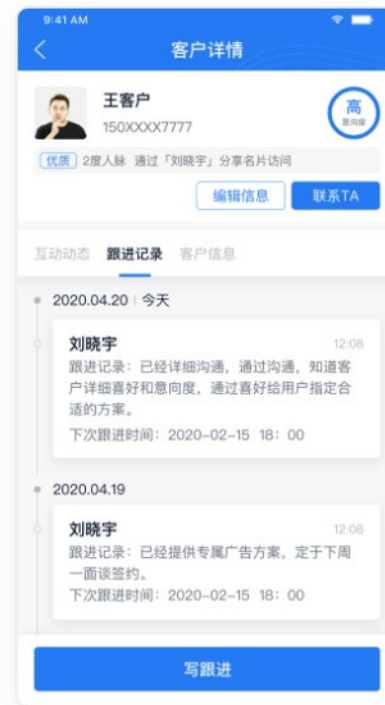 9:41 AM
客户详情
王客户
150XXXX7777
高
意向度
优质 2度人脉 通过「刘晓宇」分享名片访问
编辑信息 联系TA
互动动态 跟进记录 客户信息
2020.04.20 | 今天
刘晓宇 12:08
跟进记录：已经详细沟通，通过沟通，知道客
户详细喜好和意向度，通过喜好给用户指定合
适的方案。
下次跟进时间：2020-02-15 18：00
2020.04.19
刘晓宇 12:08
跟进记录：已经提供专属广告方案，定于下周
一面谈签约。
下次跟进时间：2020-02-15 18：00
写跟进